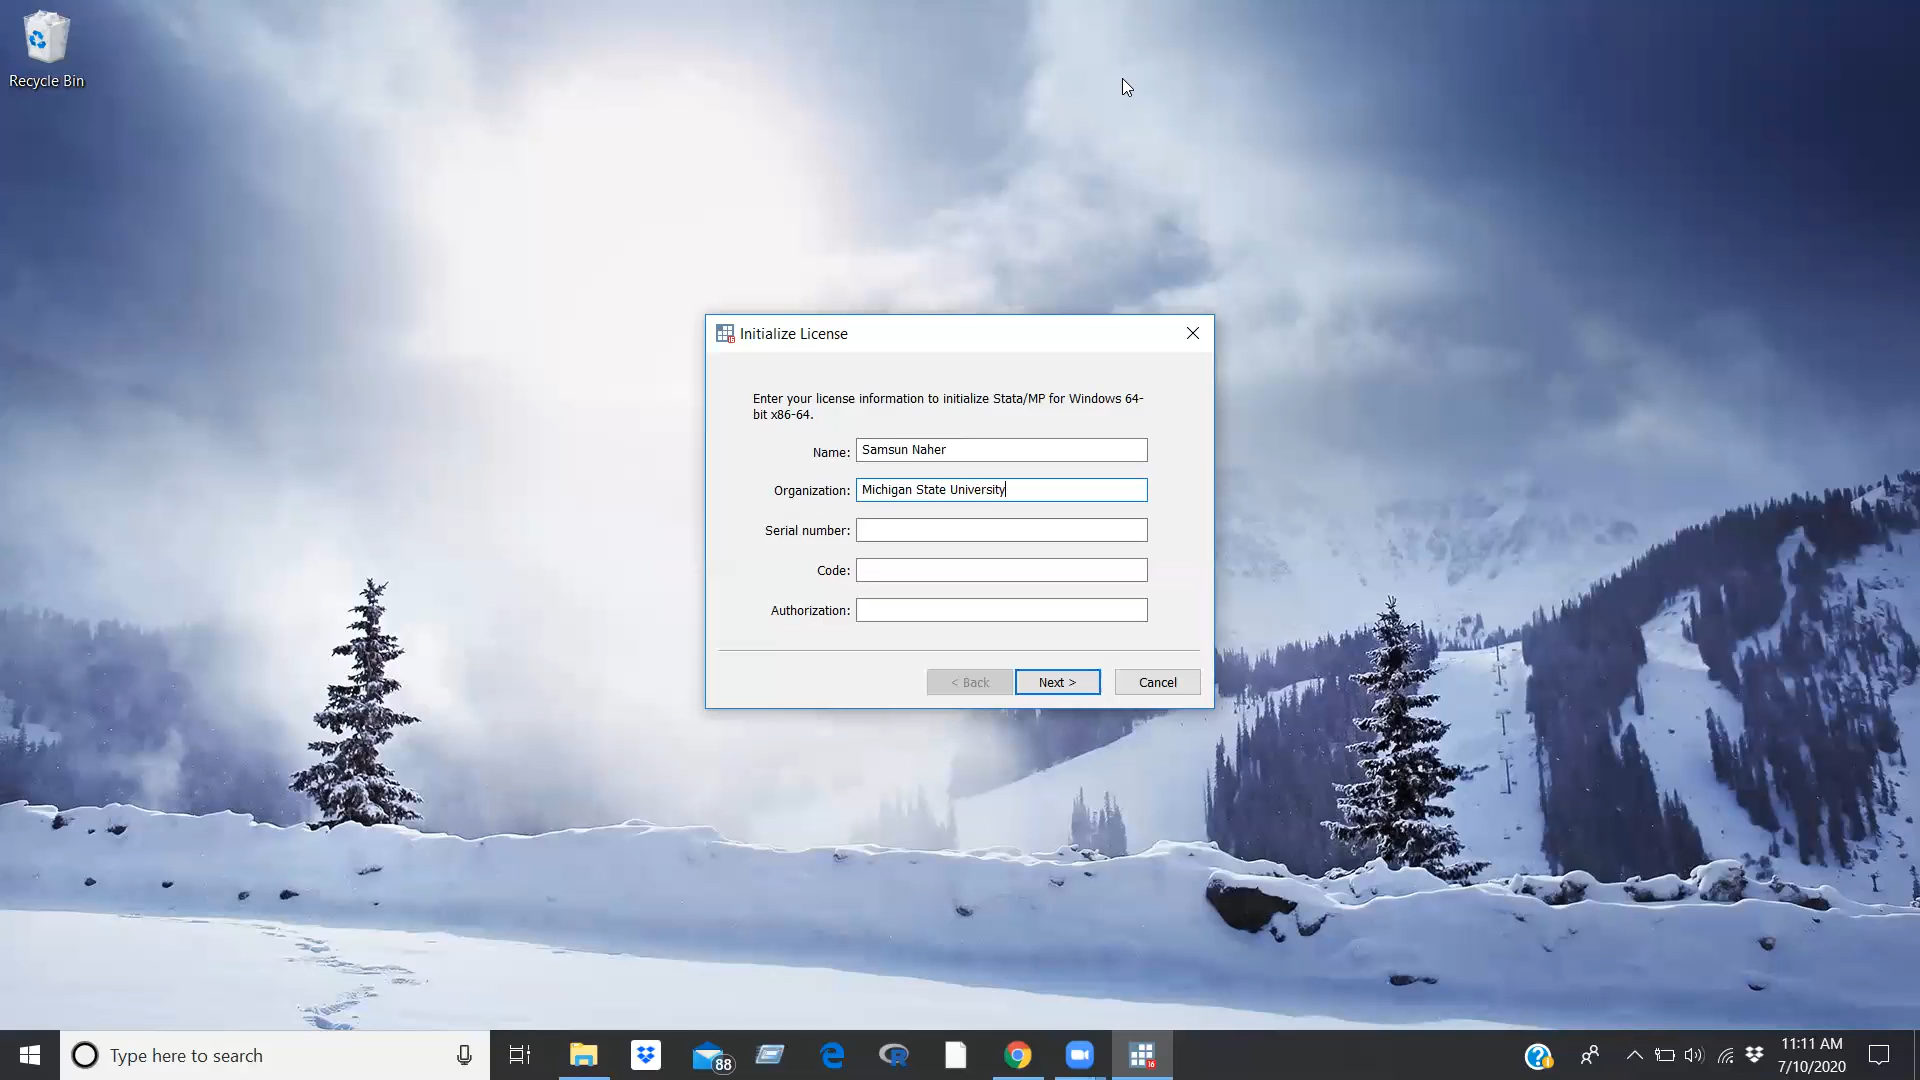 Recycle Bin
Initialize License
Enter your license information to initialize Stata/MP for Windows 64-
bit x86-64.
Name: Samsun Naher
Organization: Michigan State University
Serial number:
Code:
Authorization:
< Back Next > Cancel
Type here to search
88
16
11:11 AM
7/10/2020